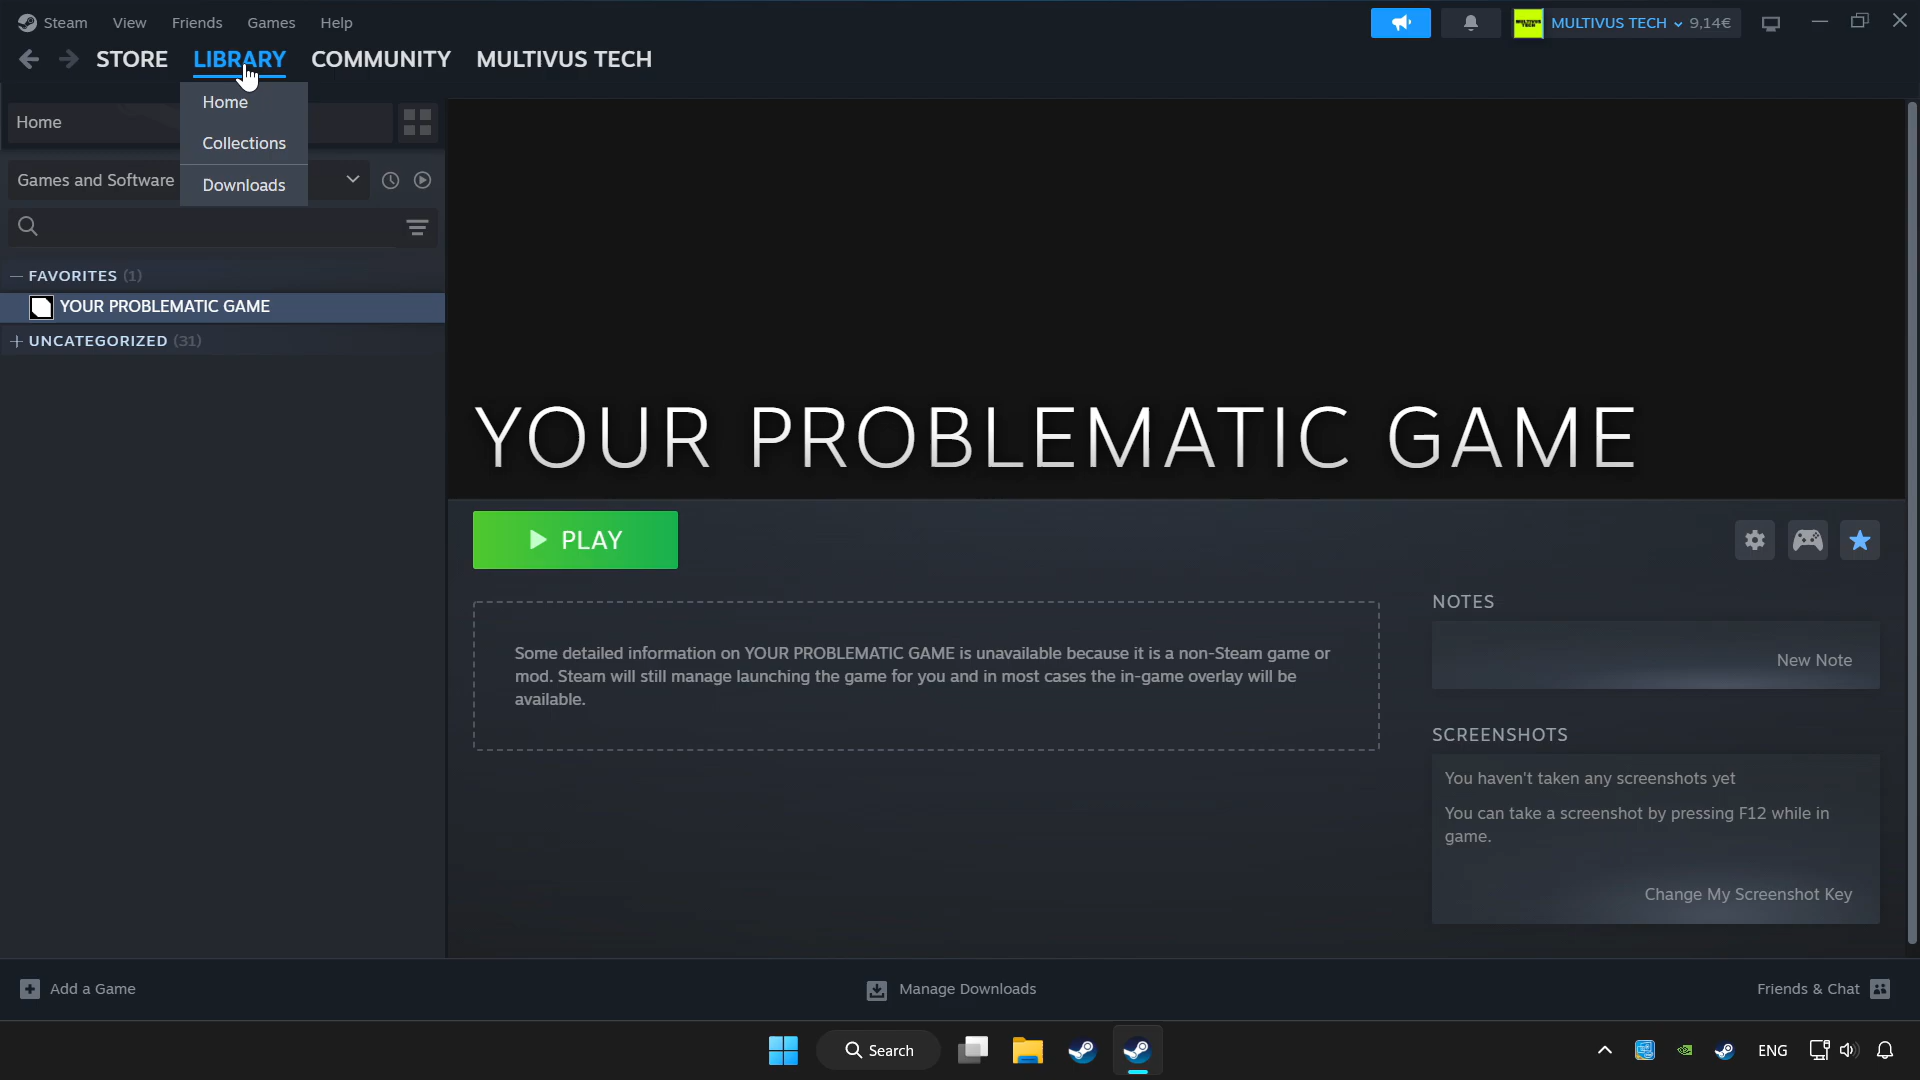 Steam View Friends Games Help
MULTIVUS TECH 9,14€
STORE LIBRARY COMMUNITY MULTIVUS TECH
Home
Collections
Downloads
Home
Games and Software
FAVORITES (1)
YOUR PROBLEMATIC GAME
UNCATEGORIZED (31)
YOUR PROBLEMATIC GAME
PLAY
Some detailed information on YOUR PROBLEMATIC GAME is unavailable because it is a non-Steam game or
mod. Steam will still manage launching the game for you and in most cases the in-game overlay will be
available.
NOTES
New Note
SCREENSHOTS
You haven't taken any screenshots yet
You can take a screenshot by pressing F12 while in
game.
Change My Screenshot Key
Add a Game
Manage Downloads
Friends & Chat
Search
ENG